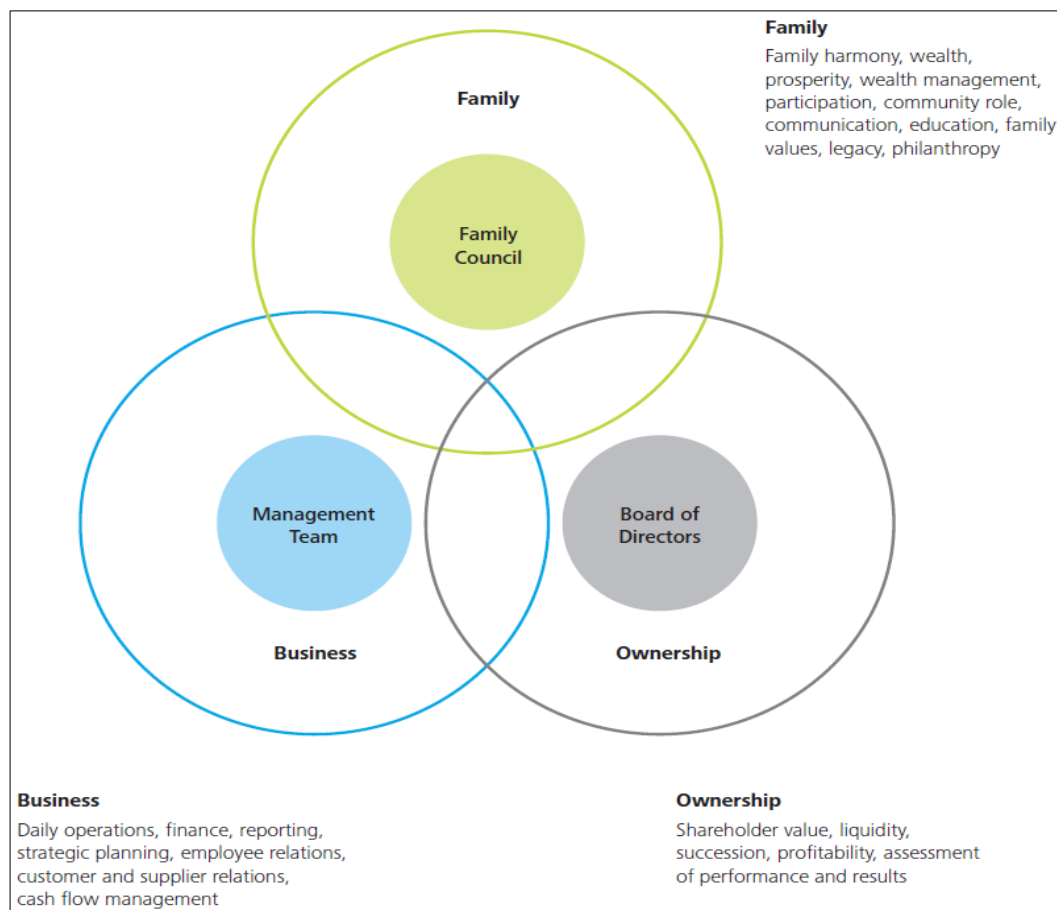 Family
Family harmony, wealth,
prosperity, wealth management,
participation, community role,
communication, education, family
values, legacy, philanthropy
Family
Family
Council
Management
Team
Board of
Directors
Business
Ownership
Business
Daily operations, finance, reporting,
strategic planning, employee relations,
customer and supplier relations,
cash flow management
Ownership
Shareholder value, liquidity,
succession, profitability, assessment
of performance and results